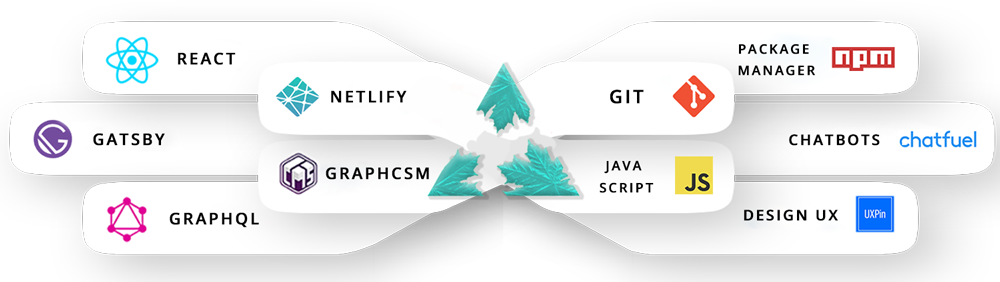 REACT
NETLIFY
GATSBY
GRAPHCSM
GRAPHQL
PACKAGE
MANAGER
npm
GIT
CHATBOTS
chatfuel
JAVA
SCRIPT
JS
DESIGN UX
UXPin